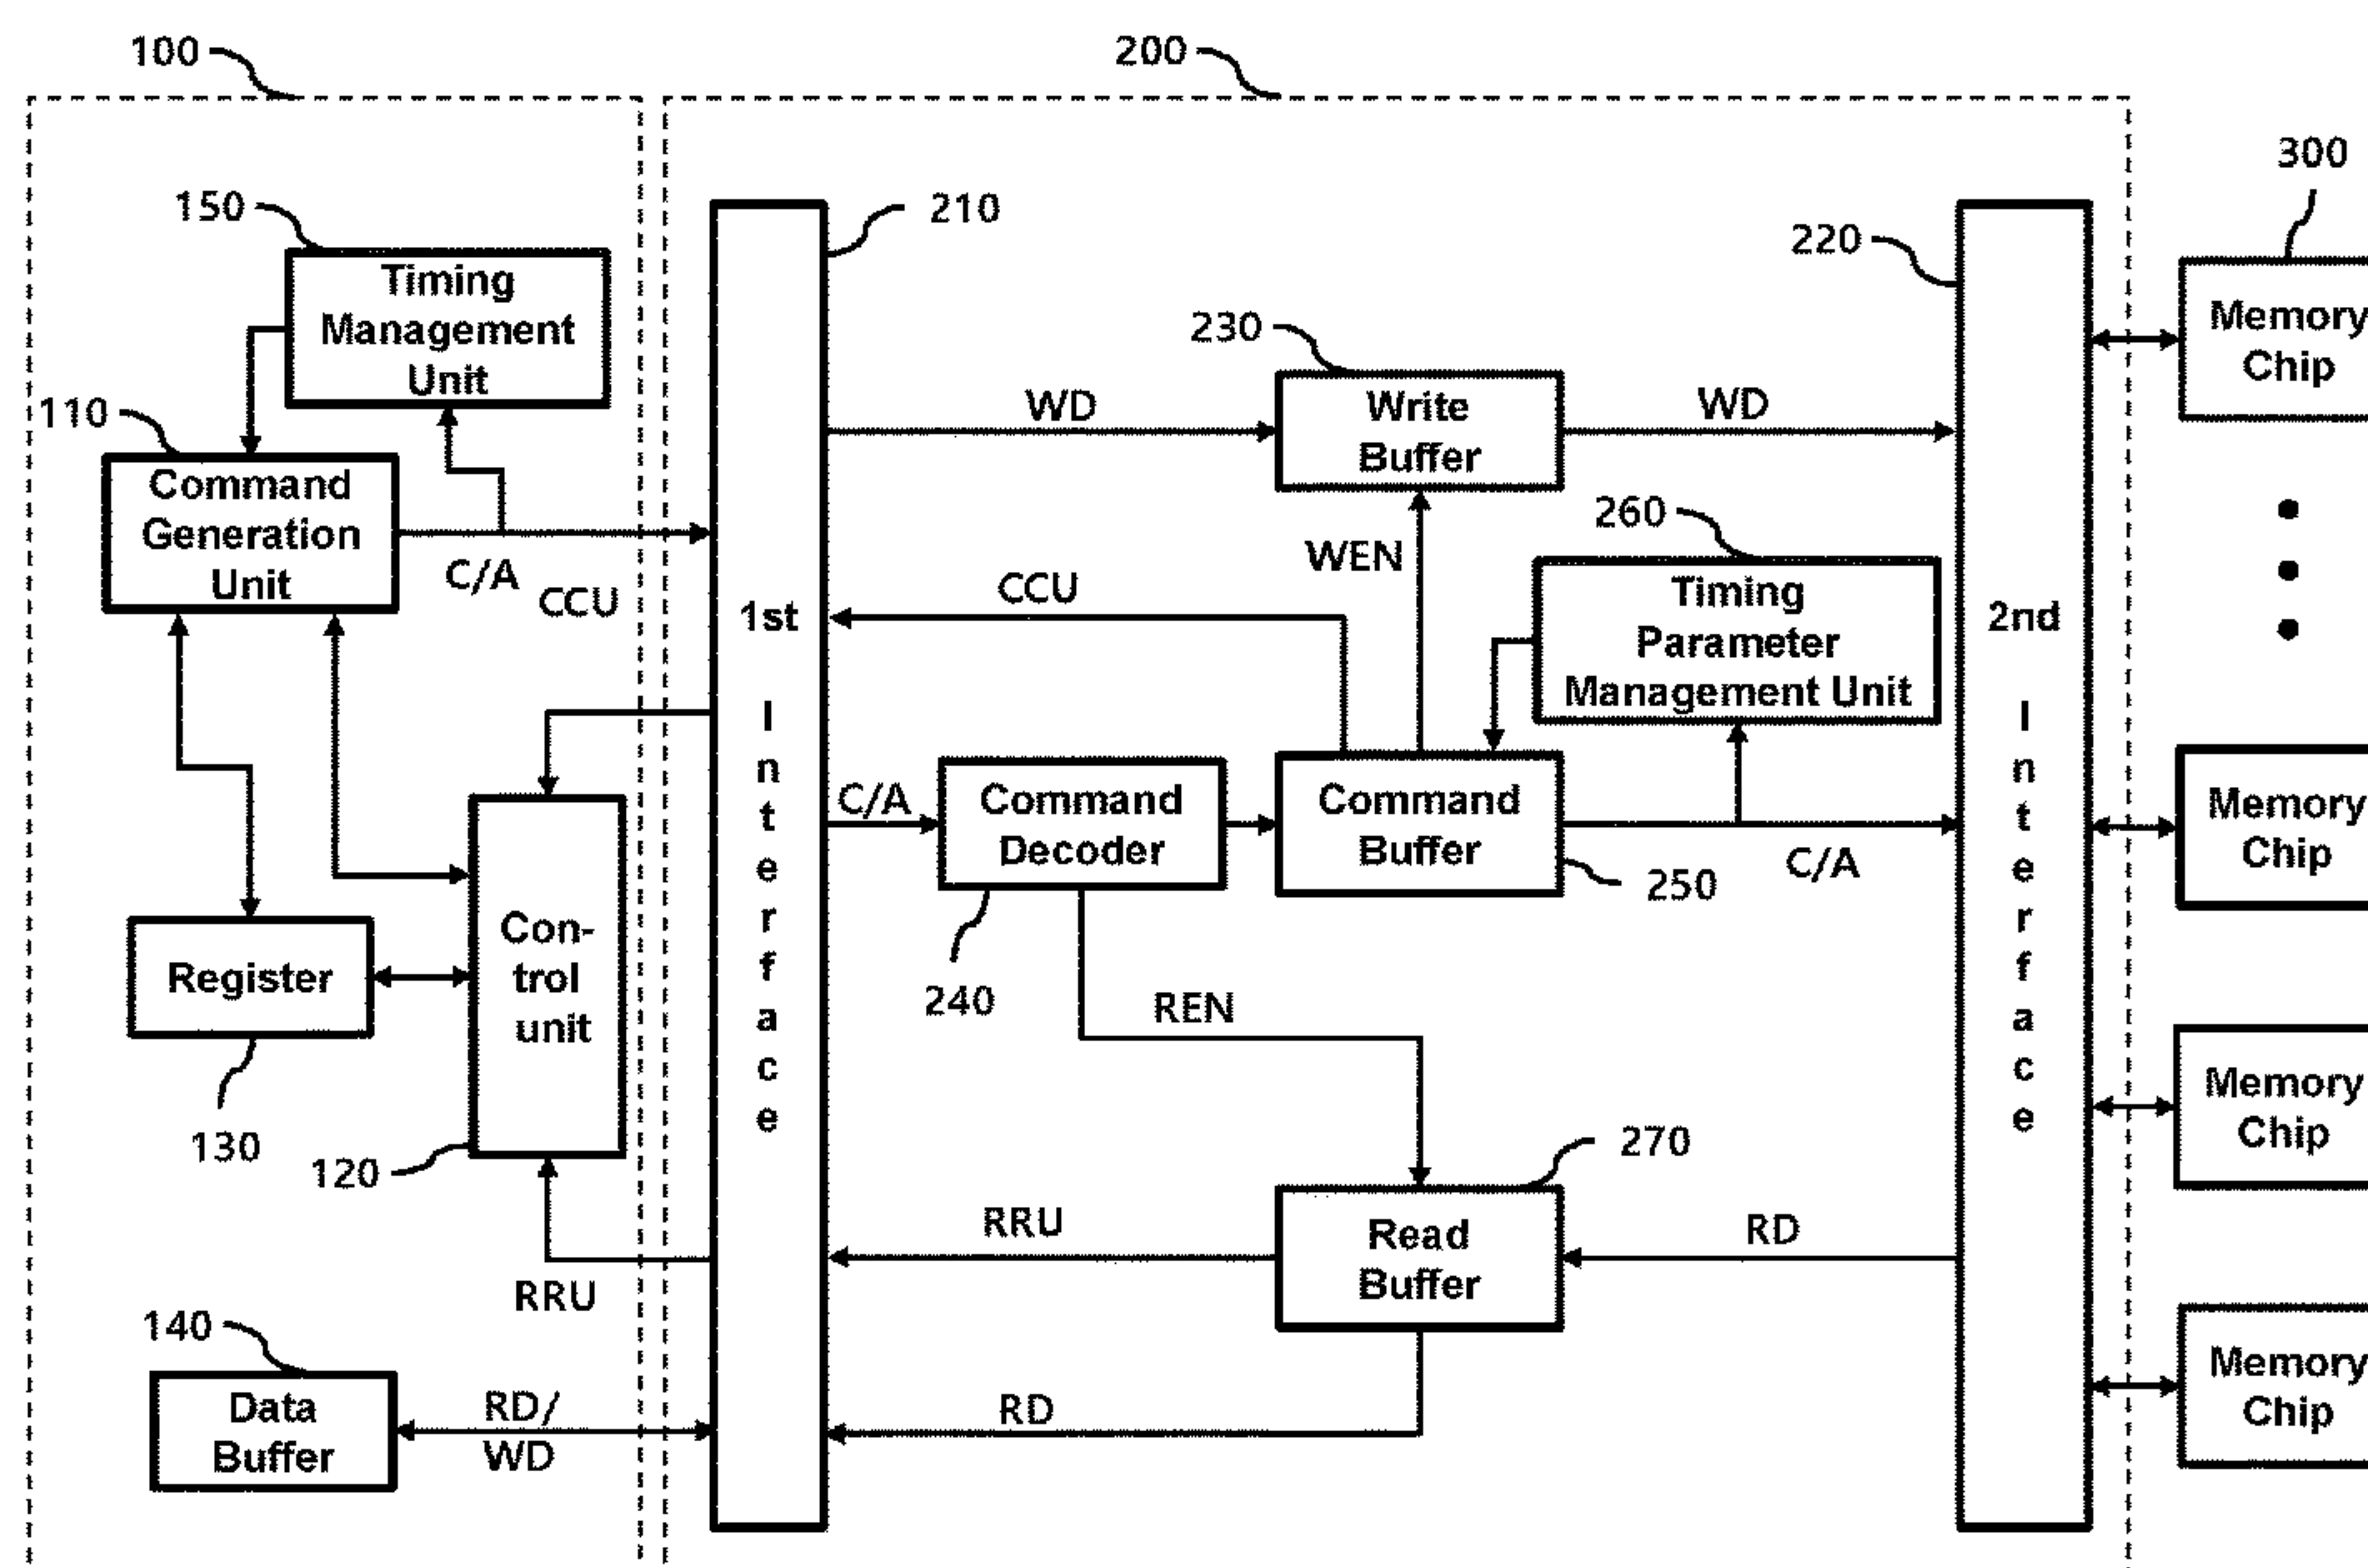 100
200
300
150
210
220
Timing
Management
Unit
230
110
WD
Write
Buffer
WD
Memory
Chip
Command
Generation
Unit
C/A
CCU
260
WEN
CCU
Timing
Parameter
Management Unit
1st
I
n
t
e
r
f
a
c
e
2nd
I
n
t
e
r
f
a
c
e
C/A
Command
Decoder
Command
Buffer
C/A
250
Memory
Chip
240
Con-
trol
unit
Register
130
120
REN
Memory
Chip
270
RRU
Read
Buffer
RD
RRU
140
Data
Buffer
RD/
WD
RD
Memory
Chip